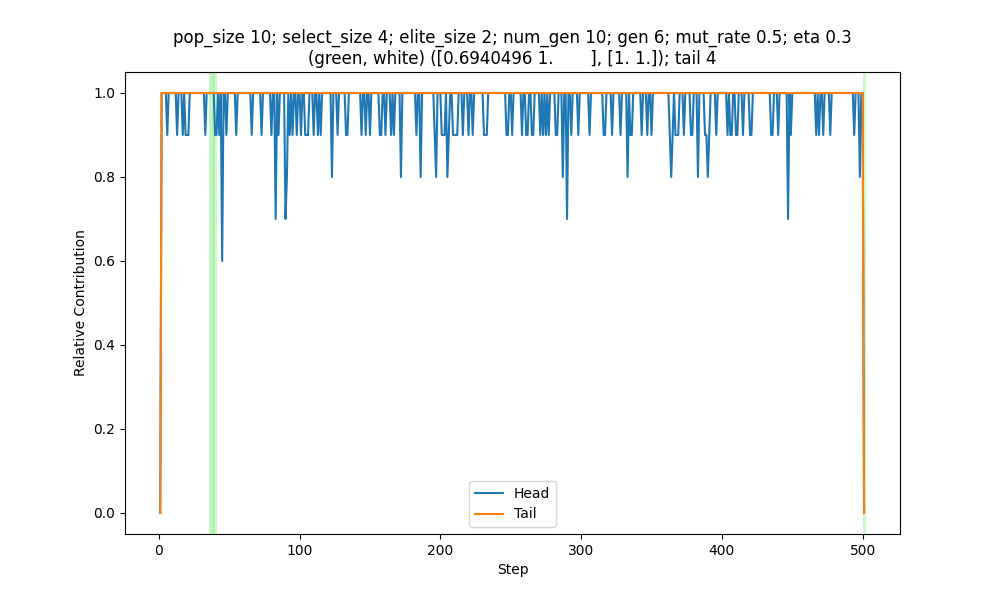 pop_size 10; select_size 4; elite_size 2; num_gen 10; gen 6; mut_rate 0.5; eta 0.3
(green, white) ([0.6940496 1.        ], [1. 1.]); tail 4
Relative Contribution
1.0
0.8
0.6
0.4
0.2
0.0
Head
Tail
0
100
200
300
400
500
Step